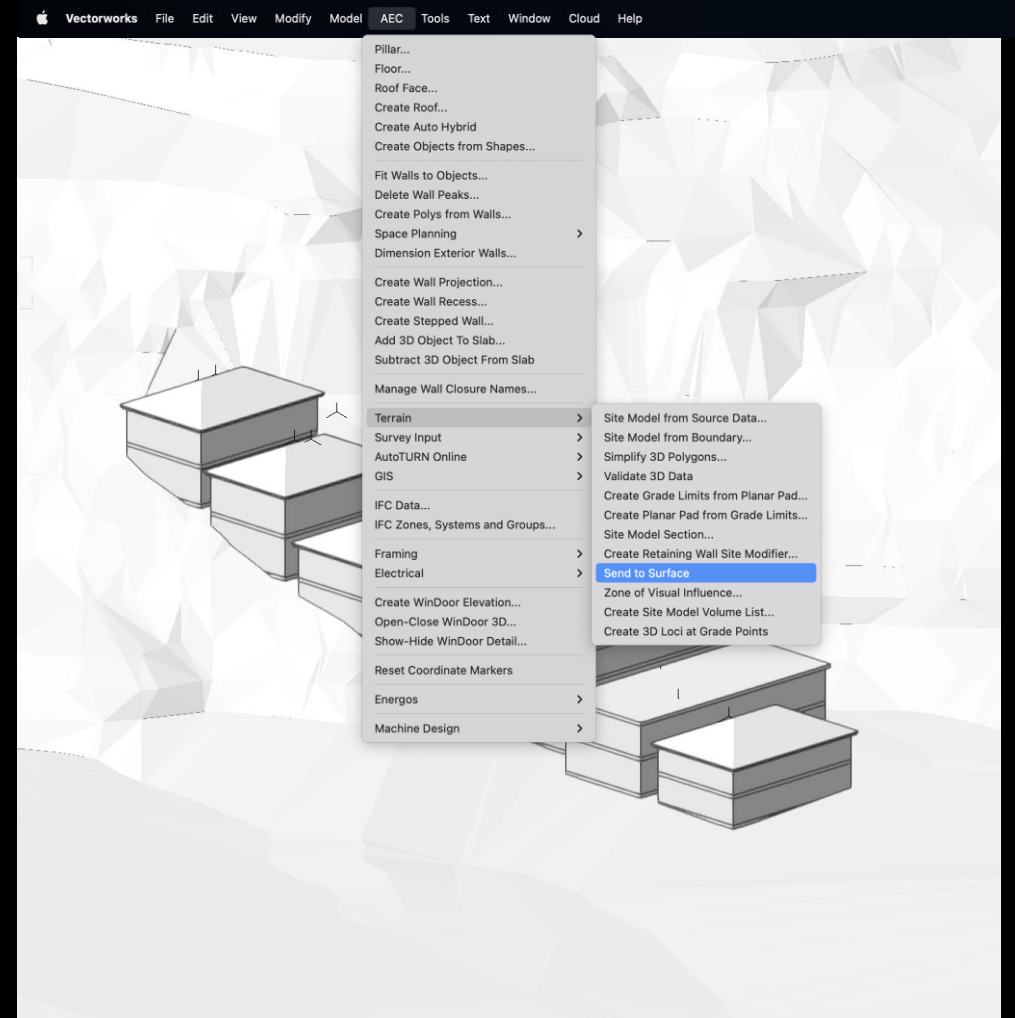 Vectorworks File Edit View Modify Model AEC Tools Text Window Cloud Help
Pillar...
Floor...
Roof Face...
Create Roof...
Create Auto Hybrid
Create Objects from Shapes...
Fit Walls to Objects...
Delete Wall Peaks...
Create Polys from Walls...
Space Planning
Dimension Exterior Walls...
Create Wall Projection...
Create Wall Recess...
Create Stepped Wall...
Add 3D Object To Slab...
Subtract 3D Object From Slab
Manage Wall Closure Names...
Terrain
Survey Input
AutoTURN Online
GIS
IFC Data...
IFC Zones, Systems and Groups...
Framing
Electrical
Create WinDoor Elevation...
Open-Close WinDoor 3D...
Show-Hide WinDoor Detail...
Reset Coordinate Markers
Energos
Machine Design
Site Model from Source Data...
Site Model from Boundary...
Simplify 3D Polygons...
Validate 3D Data
Create Grade Limits from Planar Pad...
Create Planar Pad from Grade Limits...
Site Model Section...
Create Retaining Wall Site Modifier...
Send to Surface
Zone of Visual Influence...
Create Site Model Volume List...
Create 3D Loci at Grade Points